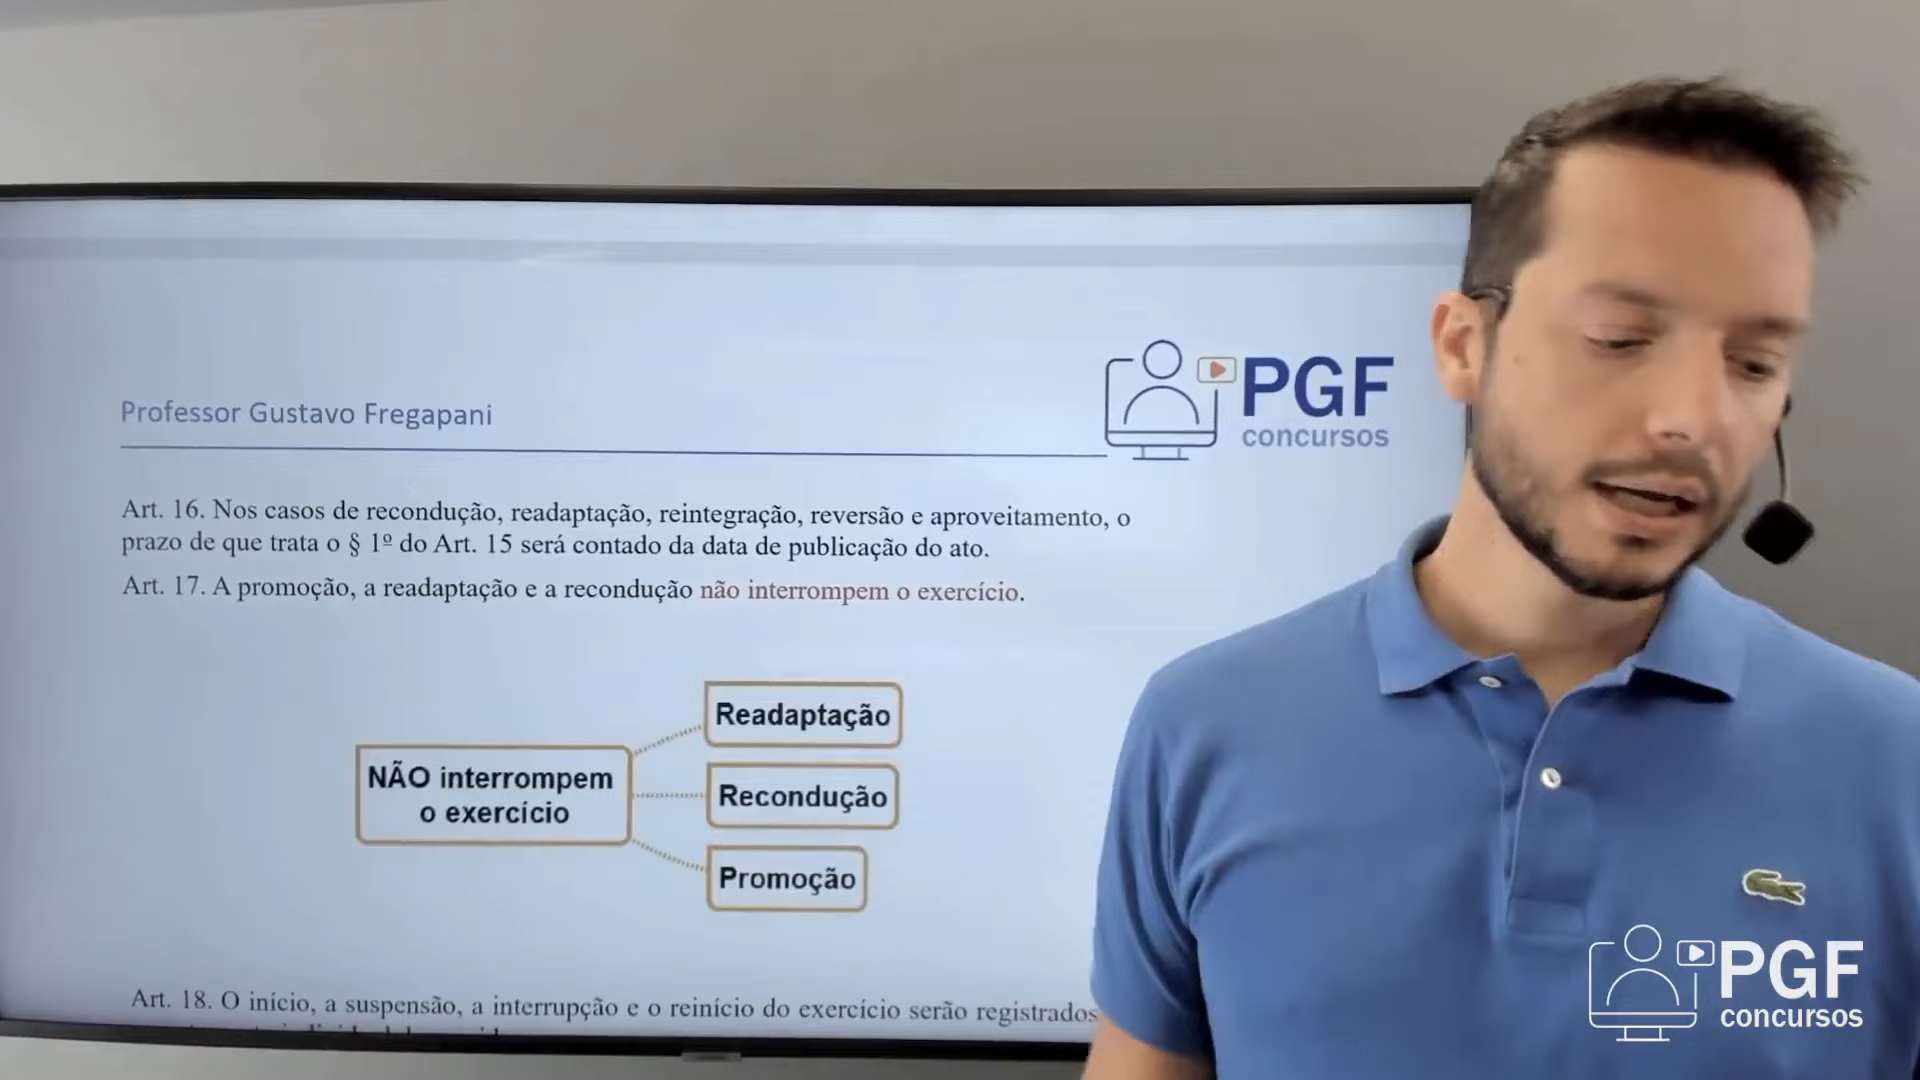 Professor Gustavo Fregapani
PGF
concursos
Art. 16. Nos casos de recondução, readaptação, reintegração, reversão e aproveitamento, o
prazo de que trata o § 1º do Art. 15 será contado da data de publicação do ato.
Art. 17. A promoção, a readaptação e a recondução não interrompem o exercício.
NÃO interrompem
o exercício
Readaptação
Recondução
Promoção
Art. 18. O início, a suspensão, a interrupção e o reinício do exercício serão registrados
PGF
concursos